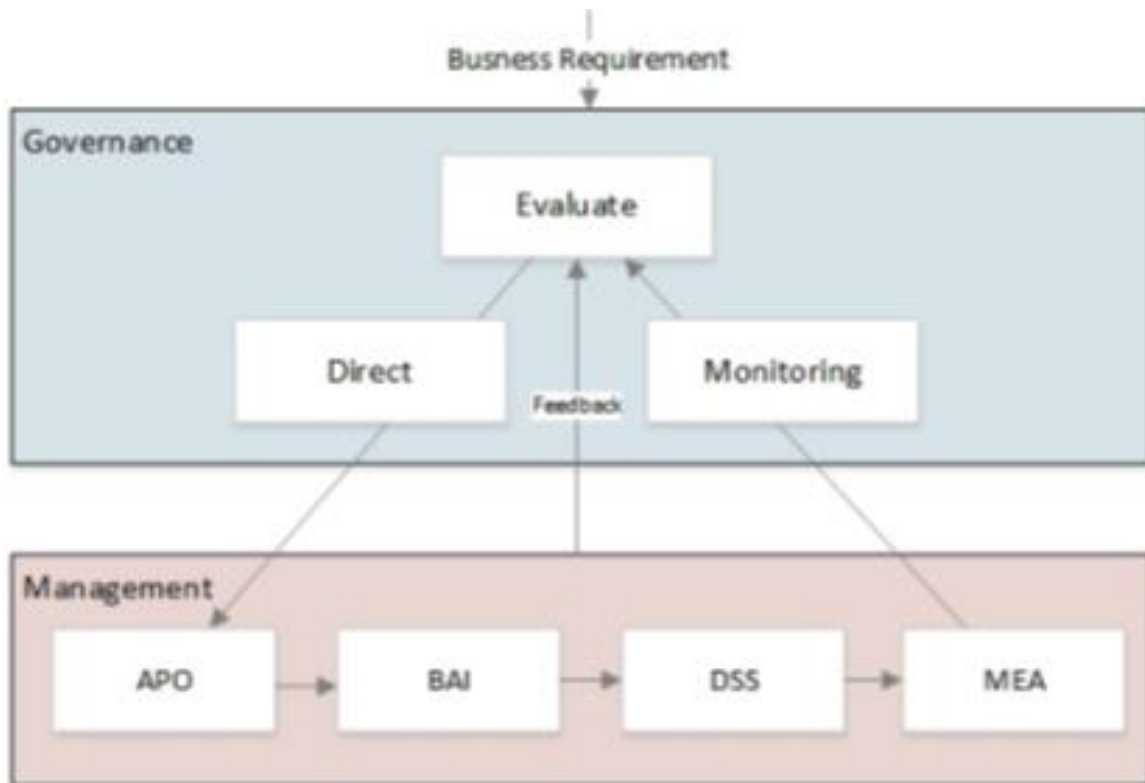 Busness Requirement
Governance
Evaluate
Direct
Monitoring
Feedback
Management
APO
BAI
DSS
MEA